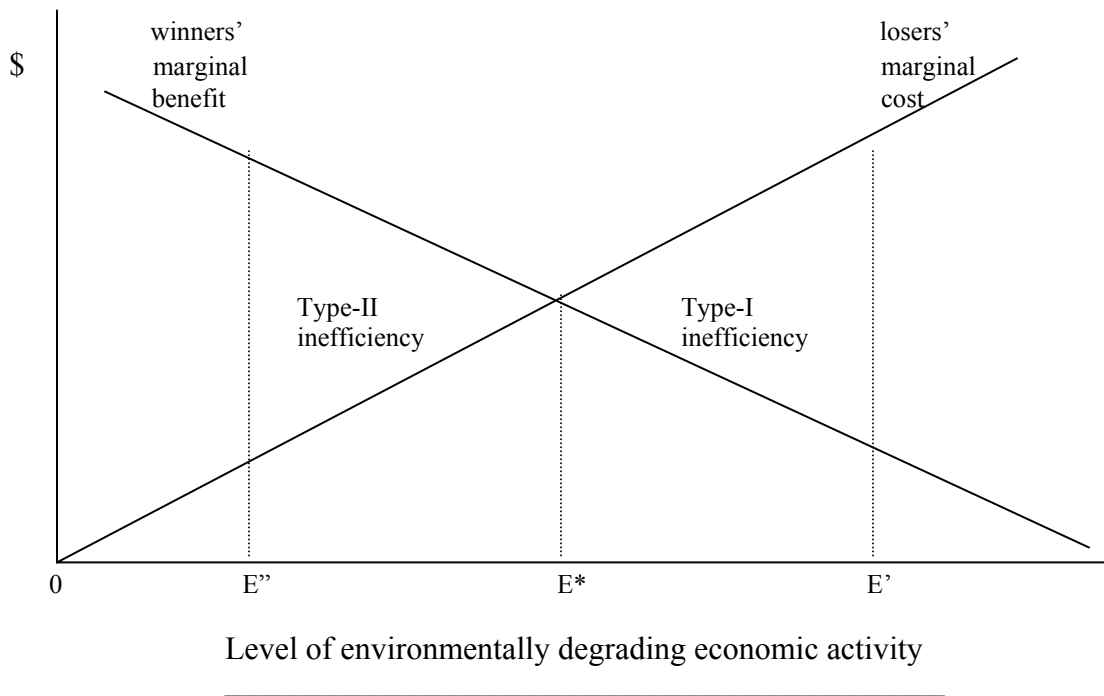 winners’
marginal
benefit
losers’
marginal
cost
$
Type-II
inefficiency
Type-I
inefficiency
0
E”
E*
E’
Level of environmentally degrading economic activity